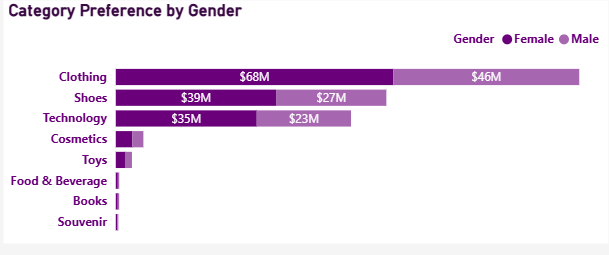 Category Preference by Gender
Gender Female Male
Clothing $68M $46M
Shoes $39M $27M
Technology $35M $23M
Cosmetics
Toys
Food & Beverage
Books
Souvenir